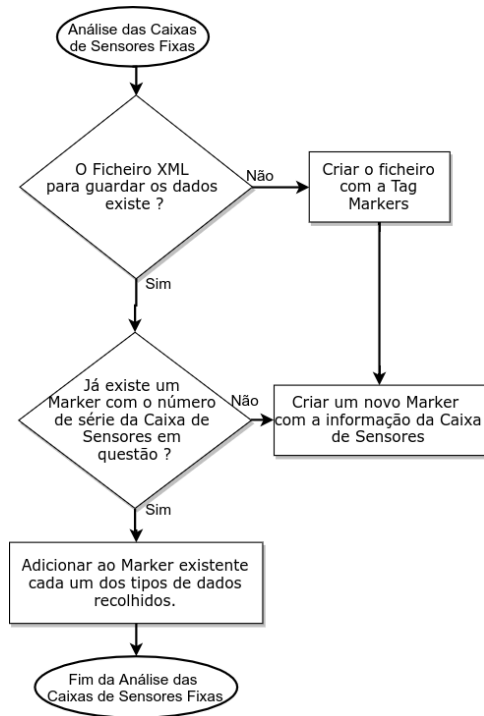 Análise das Caixas
de Sensores Fixas
O Ficheiro XML
para guardar os dados
existe ?
Não
Criar o ficheiro
com a Tag
Markers
Sim
Já existe um
Marker com o número
de série da Caixa de
Sensores em
questão ?
Não
Criar um novo Marker
com a informação da Caixa
de Sensores
Sim
Adicionar ao Marker existente
cada um dos tipos de dados
recolhidos.
Fim da Análise das
Caixas de Sensores Fixas